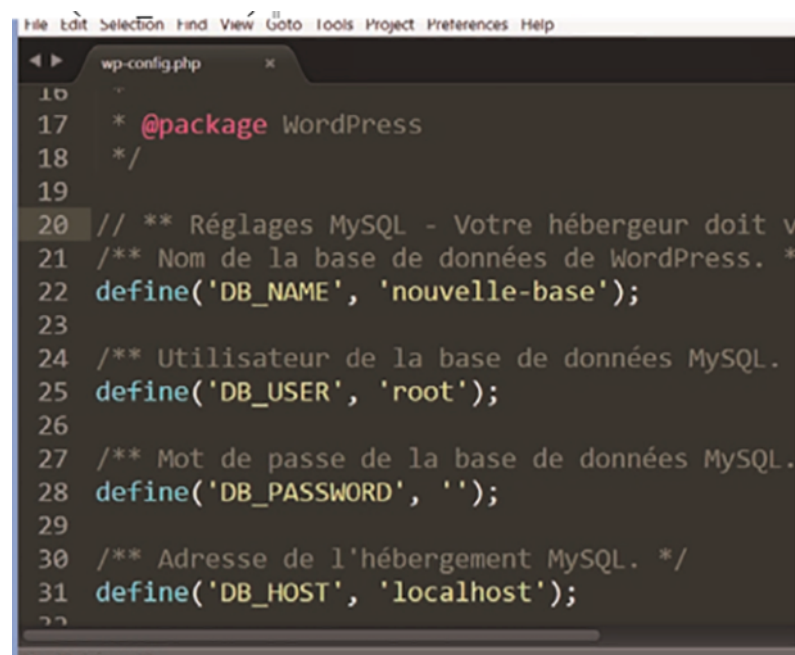 File Edit Selection Find View Goto Tools Project Preferences Help
wp-config.php ×
16 *
17 * @package WordPress
18 */
19
20 // ** Réglages MySQL - Votre hébergeur doit v
21 /** Nom de la base de données de WordPress. *
22 define('DB_NAME', 'nouvelle-base');
23
24 /** Utilisateur de la base de données MySQL.
25 define('DB_USER', 'root');
26
27 /** Mot de passe de la base de données MySQL.
28 define('DB_PASSWORD', '');
29
30 /** Adresse de l'hébergement MySQL. */
31 define('DB_HOST', 'localhost');